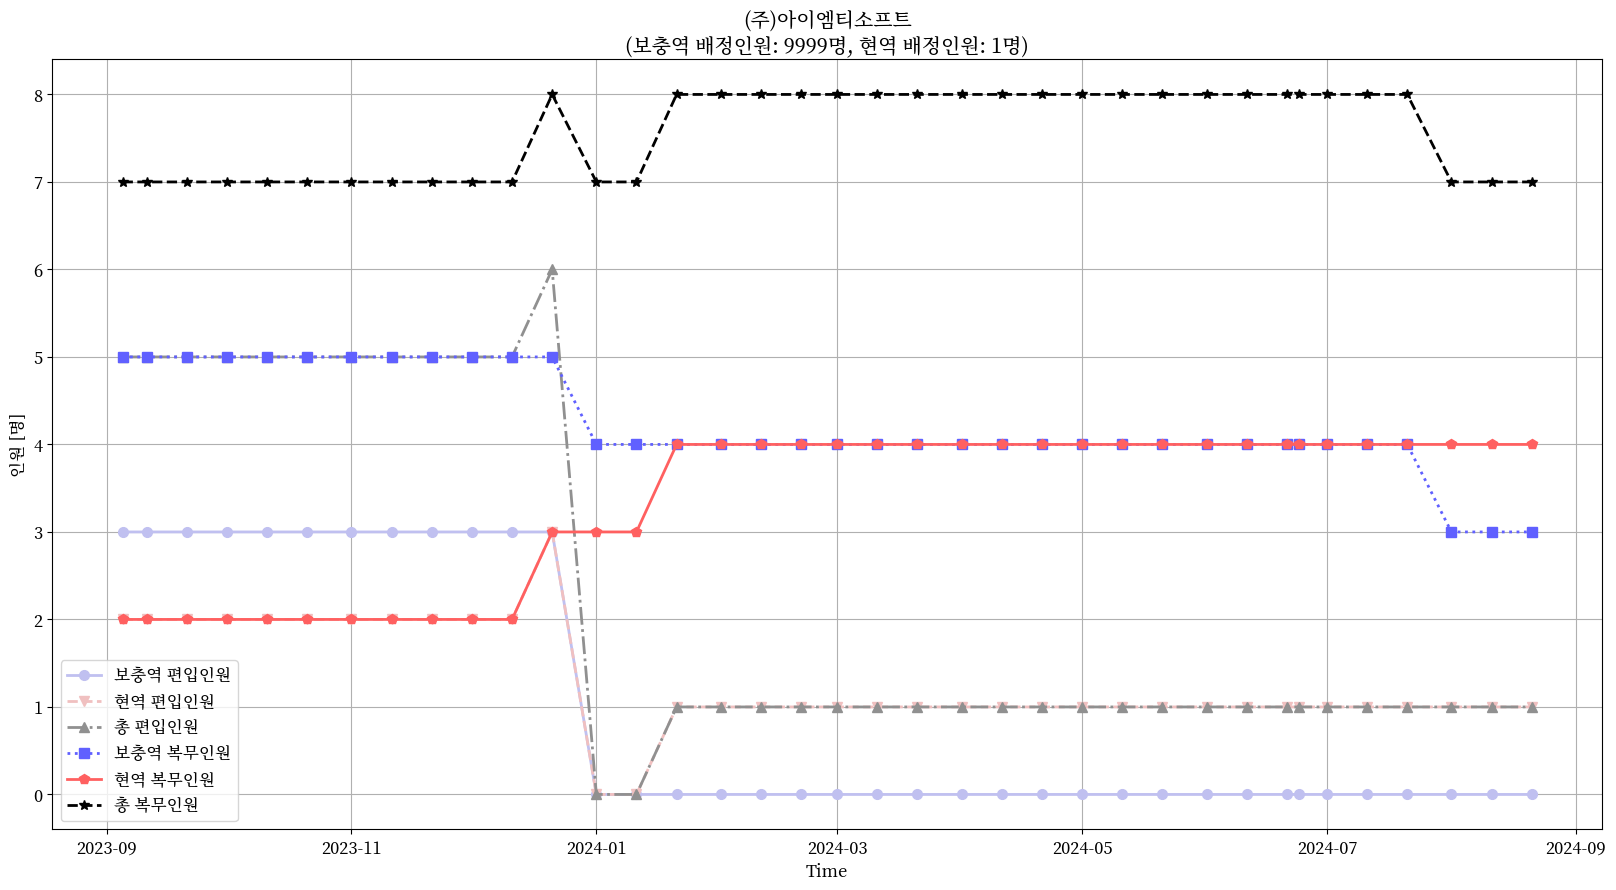 (주)아이엠티소프트
(보충역 배정인원: 9999명, 현역 배정인원: 1명)
8
7
6
5
4
3
2
1
0
인원 [명]
보충역 편입인원
현역 편입인원
총 편입인원
보충역 복무인원
현역 복무인원
총 복무인원
2023-09 2023-11 2024-01 2024-03 2024-05 2024-07 2024-09
Time